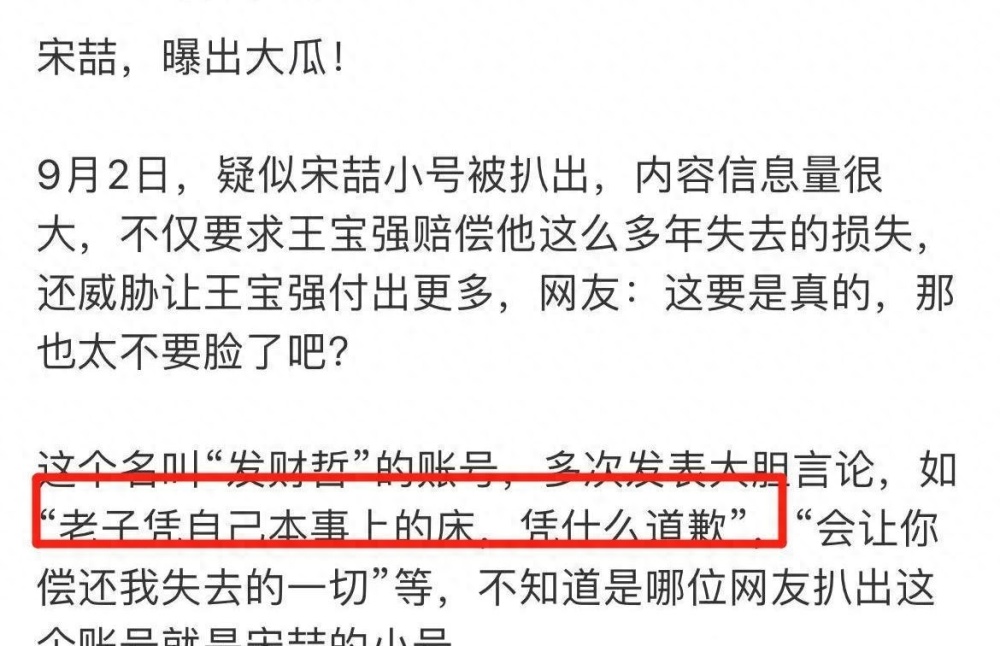 宋喆，曝出大瓜！
9月2日，疑似宋喆小号被扒出，内容信息量很
大，不仅要求王宝强赔偿他这么多年失去的损失，
还威胁让王宝强付出更多，网友：这要是真的，那
也太不要脸了吧？
这个名叫“发财哲”的账号，多次发表大胆言论，如
“老子凭自己本事上的床，凭什么道歉”，“会让你
偿还我失去的一切”等，不知道是哪位网友扒出这
个账号就是宋喆的小号